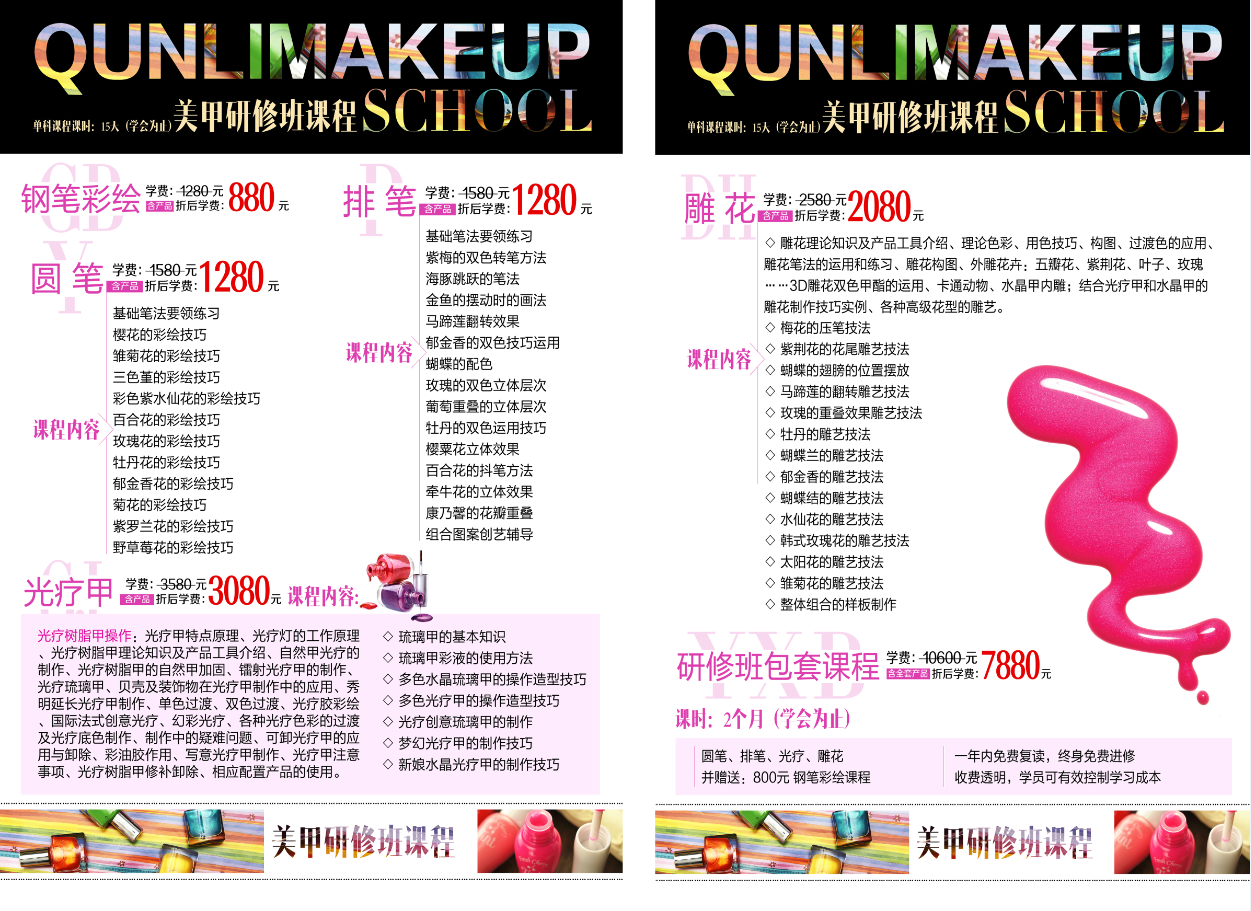 QUNLIMAKEUP
单科课程课时：15人（学会为止）美甲研修班课程SCHOOL
GB
钢笔彩绘
学费：1280元
含产品 折后学费：880元
Y
圆 笔
学费：1580元
含产品 折后学费：1280元
课程内容
基础笔法要领练习
樱花的彩绘技巧
雏菊花的彩绘技巧
三色堇的彩绘技巧
彩色紫水仙花的彩绘技巧
百合花的彩绘技巧
玫瑰花的彩绘技巧
牡丹花的彩绘技巧
郁金香花的彩绘技巧
菊花的彩绘技巧
紫罗兰花的彩绘技巧
野草莓花的彩绘技巧
P
排 笔
学费：1580元
含产品 折后学费：1280元
课程内容
基础笔法要领练习
紫梅的双色转笔方法
海豚跳跃的笔法
金鱼的摆动时的画法
马蹄莲翻转效果
郁金香的双色技巧运用
蝴蝶的配色
玫瑰的双色立体层次
葡萄重叠的立体层次
牡丹的双色运用技巧
樱粟花立体效果
百合花的抖笔方法
牵牛花的立体效果
康乃馨的花瓣重叠
组合图案创艺辅导
光疗甲
学费：3580元
含产品 折后学费：3080元
课程内容：
光疗树脂甲操作：光疗甲特点原理、光疗灯的工作原理
、光疗树脂甲理论知识及产品工具介绍、自然甲光疗的
制作、光疗树脂甲的自然甲加固、镭射光疗甲的制作、
光疗琉璃甲、贝壳及装饰物在光疗甲制作中的应用、秀
明延长光疗甲制作、单色过渡、双色过渡、光疗胶彩绘
、国际法式创意光疗、幻彩光疗、各种光疗色彩的过渡
及光疗底色制作、制作中的疑难问题、可卸光疗甲的应
用与卸除、彩油胶作用、写意光疗甲制作、光疗甲注意
事项、光疗树脂甲修补卸除、相应配置产品的使用。
◇ 琉璃甲的基本知识
◇ 琉璃甲彩液的使用方法
◇ 多色水晶琉璃甲的操作造型技巧
◇ 多色光疗甲的操作造型技巧
◇ 光疗创意琉璃甲的制作
◇ 梦幻光疗甲的制作技巧
◇ 新娘水晶光疗甲的制作技巧
美甲研修班课程
QUNLIMAKEUP
单科课程课时：15人（学会为止）美甲研修班课程SCHOOL
DH
雕 花
学费：2580元
含产品 折后学费：2080元
课程内容
◇ 雕花理论知识及产品工具介绍、理论色彩、用色技巧、构图、过渡色的应用、
雕花笔法的运用和练习、雕花构图、外雕花卉；五瓣花、紫荆花、叶子、玫瑰
……3D雕花双色甲酯的运用、卡通动物、水晶甲内雕；结合光疗甲和水晶甲的
雕花制作技巧实例、各种高级花型的雕艺。
◇ 梅花的压笔技法
◇ 紫荆花的花尾雕艺技法
◇ 蝴蝶的翅膀的位置摆放
◇ 马蹄莲的翻转雕艺技法
◇ 玫瑰的重叠效果雕艺技法
◇ 牡丹的雕艺技法
◇ 蝴蝶兰的雕艺技法
◇ 郁金香的雕艺技法
◇ 蝴蝶结的雕艺技法
◇ 水仙花的雕艺技法
◇ 韩式玫瑰花的雕艺技法
◇ 太阳花的雕艺技法
◇ 雏菊花的雕艺技法
◇ 整体组合的样板制作
YXB
研修班包套课程
学费：10600元
含全套产品 折后学费：7880元
课时：2个月（学会为止）
圆笔、排笔、光疗、雕花
并赠送：800元 钢笔彩绘课程
一年内免费复读，终身免费进修
收费透明，学员可有效控制学习成本
美甲研修班课程